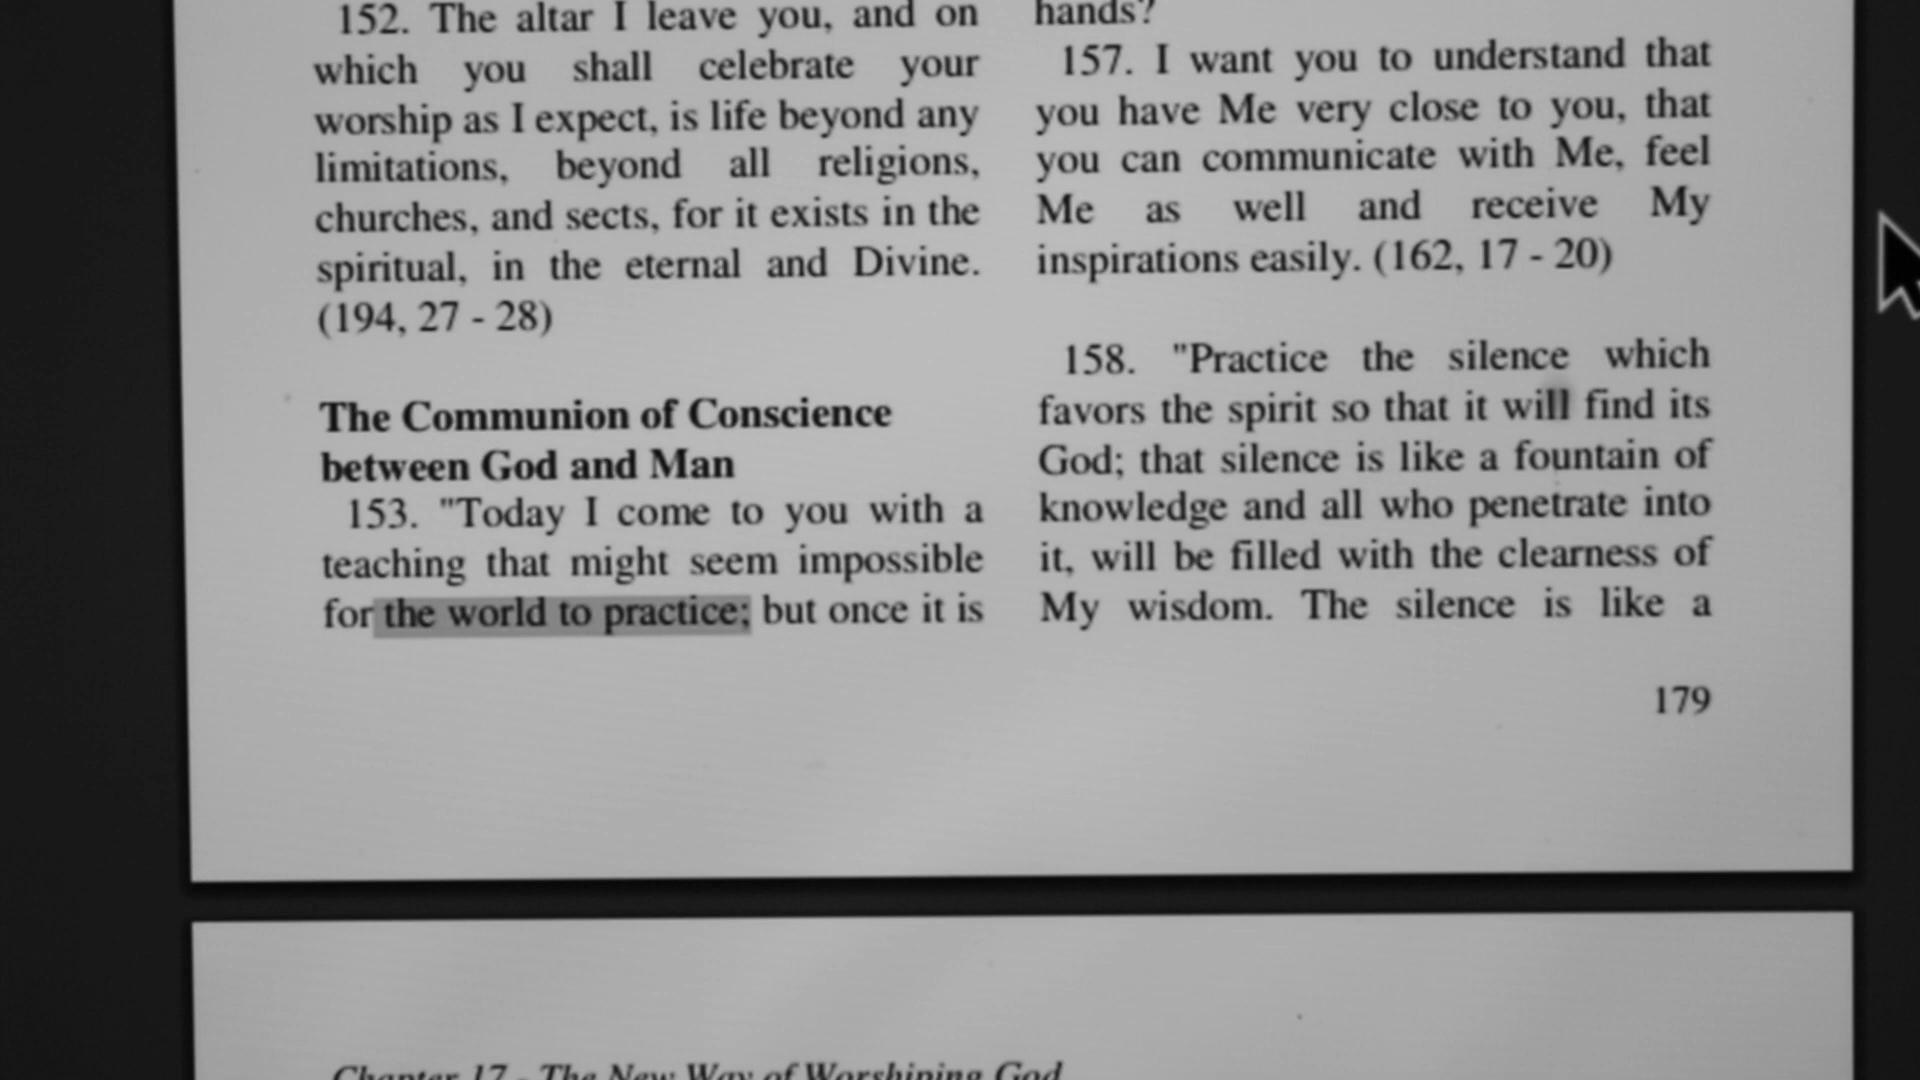 152. The altar I leave you, and on
which you shall celebrate your
worship as I expect, is life beyond any
limitations, beyond all religions,
churches, and sects, for it exists in the
spiritual, in the eternal and Divine.
(194, 27 - 28)
The Communion of Conscience
between God and Man
153. "Today I come to you with a
teaching that might seem impossible
for the world to practice; but once it is
hands?
157. I want you to understand that
you have Me very close to you, that
you can communicate with Me, feel
Me as well and receive My
inspirations easily. (162, 17 - 20)
158. "Practice the silence which
favors the spirit so that it will find its
God; that silence is like a fountain of
knowledge and all who penetrate into
it, will be filled with the clearness of
My wisdom. The silence is like a
179
Chapter 17 - The New Way of Worshiping God